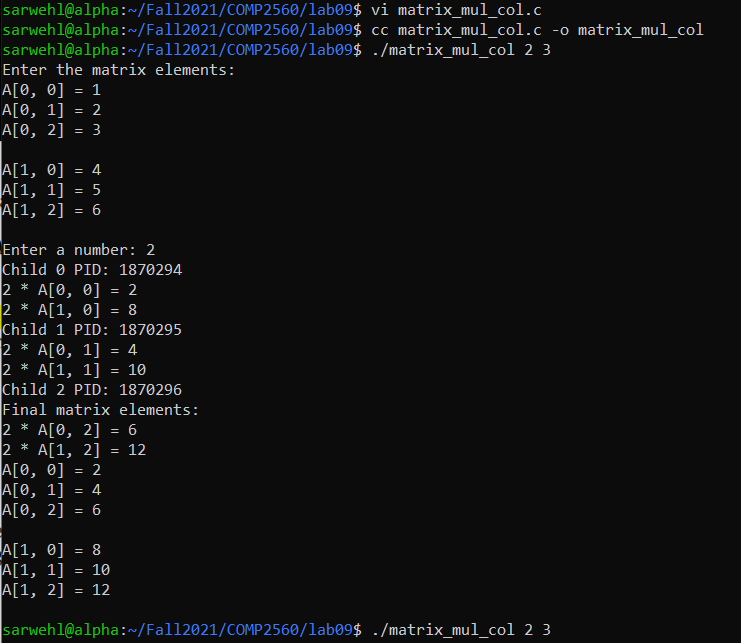 sarwehl@alpha:~/Fall2021/COMP2560/lab09$ vi matrix_mul_col.c
sarwehl@alpha:~/Fall2021/COMP2560/lab09$ cc matrix_mul_col.c -o matrix_mul_col
sarwehl@alpha:~/Fall2021/COMP2560/lab09$ ./matrix_mul_col 2 3
Enter the matrix elements:
A[0, 0] = 1
A[0, 1] = 2
A[0, 2] = 3
A[1, 0] = 4
A[1, 1] = 5
A[1, 2] = 6
Enter a number: 2
Child 0 PID: 1870294
2 * A[0, 0] = 2
2 * A[1, 0] = 8
Child 1 PID: 1870295
2 * A[0, 1] = 4
2 * A[1, 1] = 10
Child 2 PID: 1870296
Final matrix elements:
2 * A[0, 2] = 6
2 * A[1, 2] = 12
A[0, 0] = 2
A[0, 1] = 4
A[0, 2] = 6
A[1, 0] = 8
A[1, 1] = 10
A[1, 2] = 12
sarwehl@alpha:~/Fall2021/COMP2560/lab09$ ./matrix_mul_col 2 3